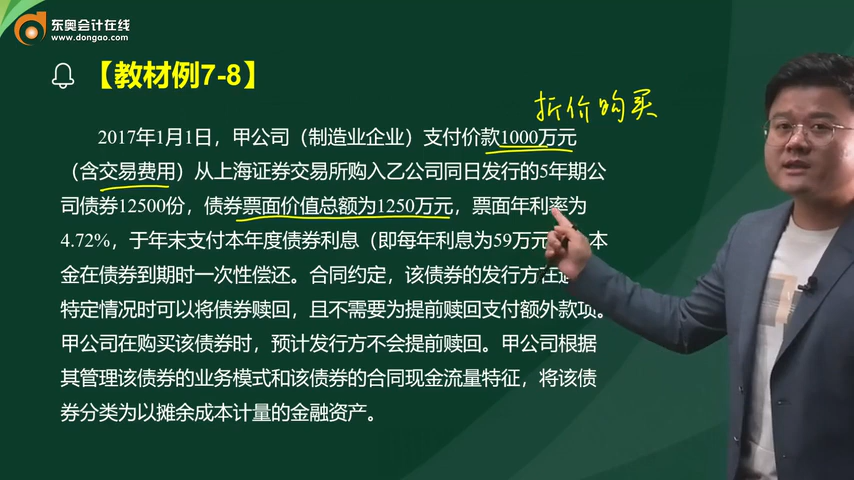 东奥会计在线
www.dongao.com
【教材例7-8】
折价购买
2017年1月1日，甲公司（制造业企业）支付价款1000万元
（含交易费用）从上海证券交易所购入乙公司同日发行的5年期公
司债券12500份，债券票面价值总额为1250万元，票面年利率为
4.72%，于年末支付本年度债券利息（即每年利息为59万元 本
金在债券到期时一次性偿还。合同约定，该债券的发行方在
特定情况时可以将债券赎回，且不需要为提前赎回支付额外款项。
甲公司在购买该债券时，预计发行方不会提前赎回。甲公司根据
其管理该债券的业务模式和该债券的合同现金流量特征，将该债
券分类为以摊余成本计量的金融资产。